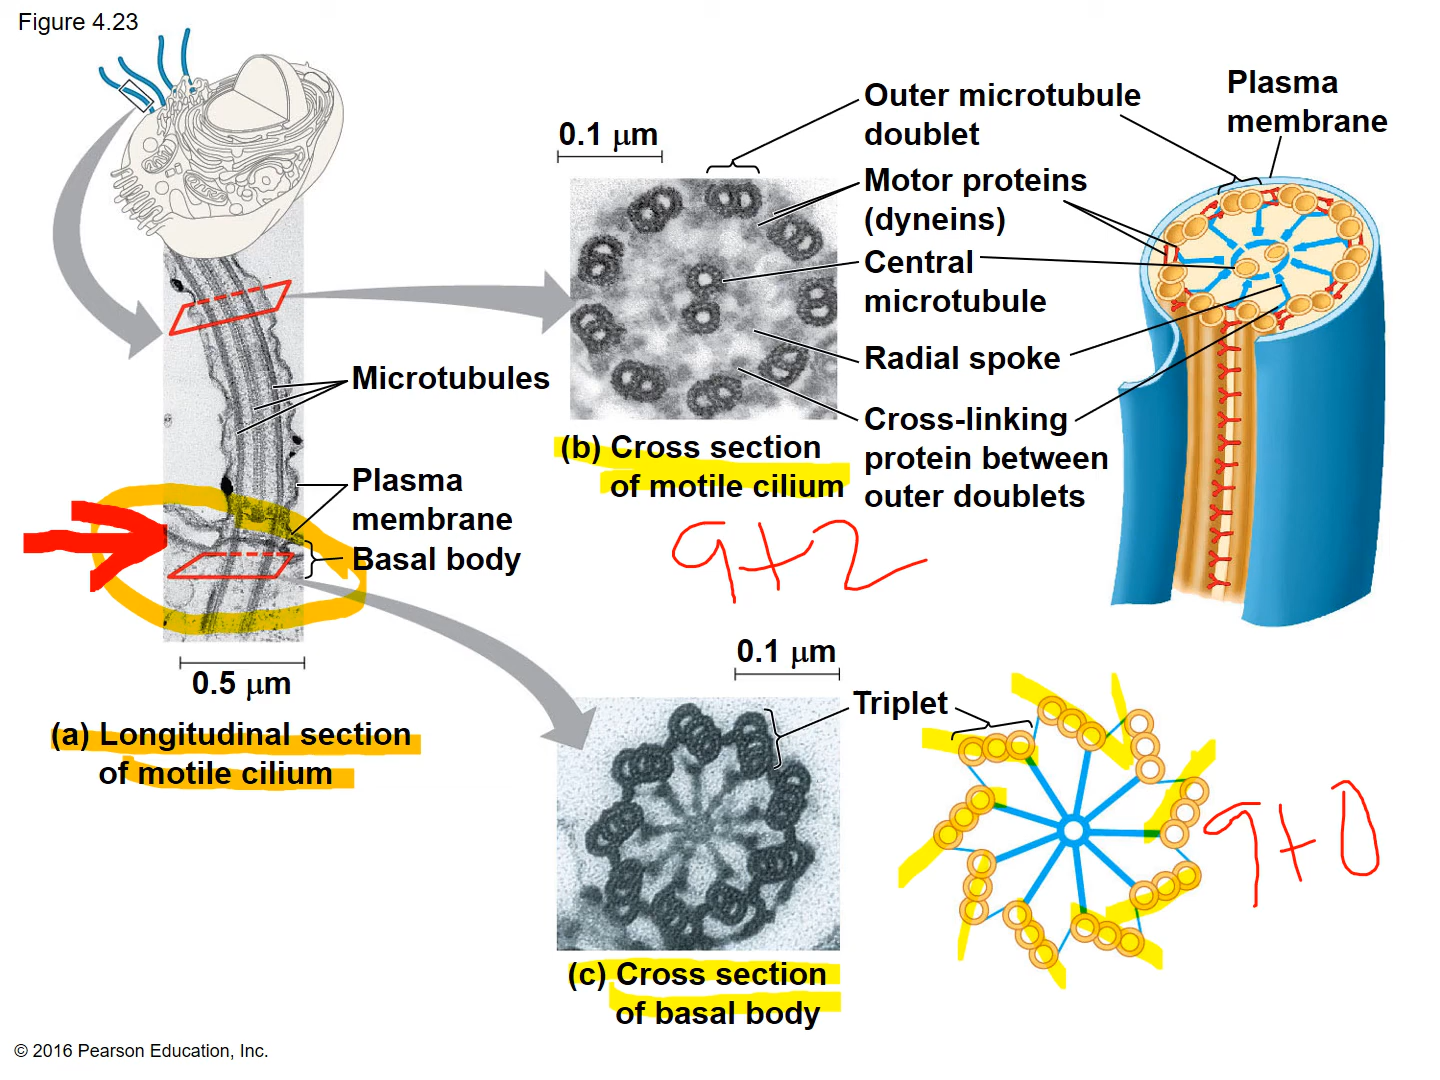 Figure 4.23
Outer microtubule
doublet
Plasma
membrane
0.1 μm
Motor proteins
(dyneins)
Central
microtubule
Radial spoke
Cross-linking
protein between
outer doublets
Microtubules
Plasma
membrane
Basal body
(b) Cross section
of motile cilium
9+2
0.5 μm
(a) Longitudinal section
of motile cilium
0.1 μm
Triplet
9+0
(c) Cross section
of basal body
© 2016 Pearson Education, Inc.